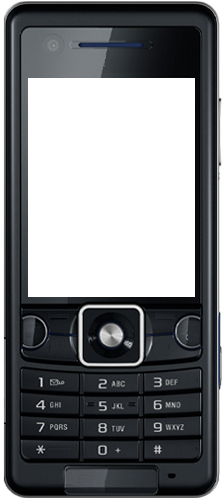 1 2 ABC 3 DEF
4 GHI 5 JKL 6 MNO
7 PQRS 8 TUV 9 WXYZ
* 0 + #